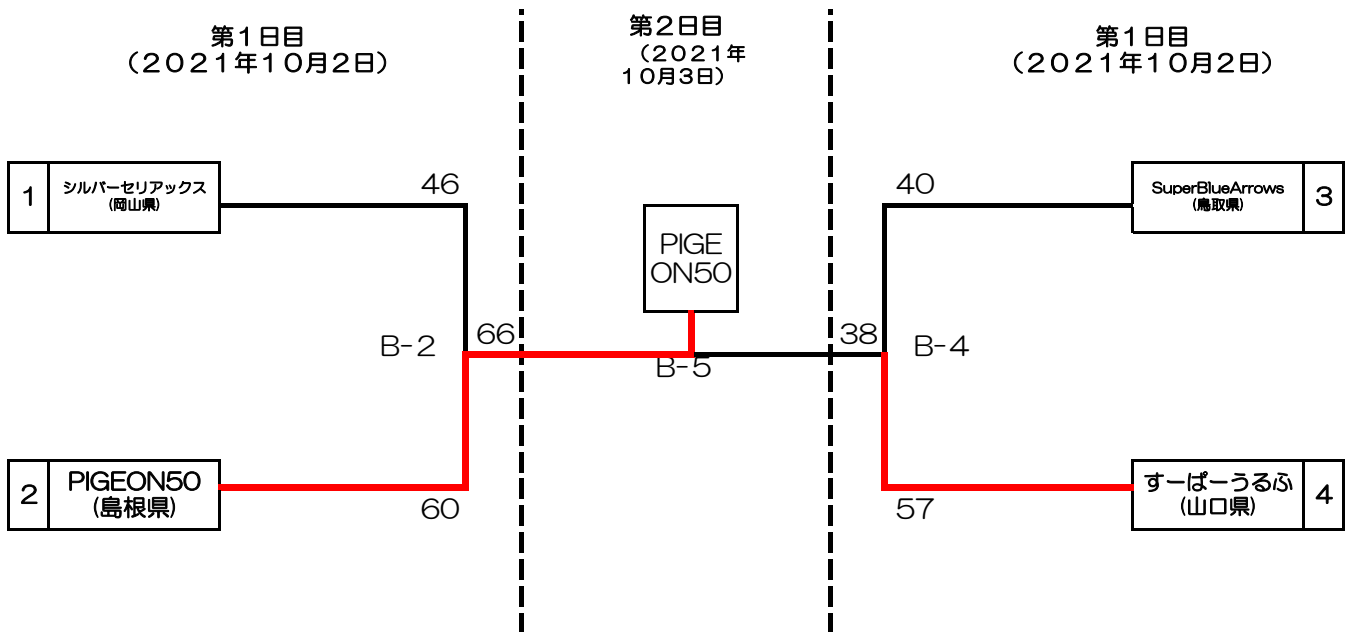 第１日目
（２０２１年１０月２日）
第２日目
（２０２１年
１０月３日）
第１日目
（２０２１年１０月２日）
1
シルバーセリアックス
(岡山県)
46
40
SuperBlueArrows
(鳥取県)
3
PIGE
ON50
B-2
66
38
B-4
B-5
2
PIGEON50
(島根県)
60
57
すーぱーうるふ
(山口県)
4